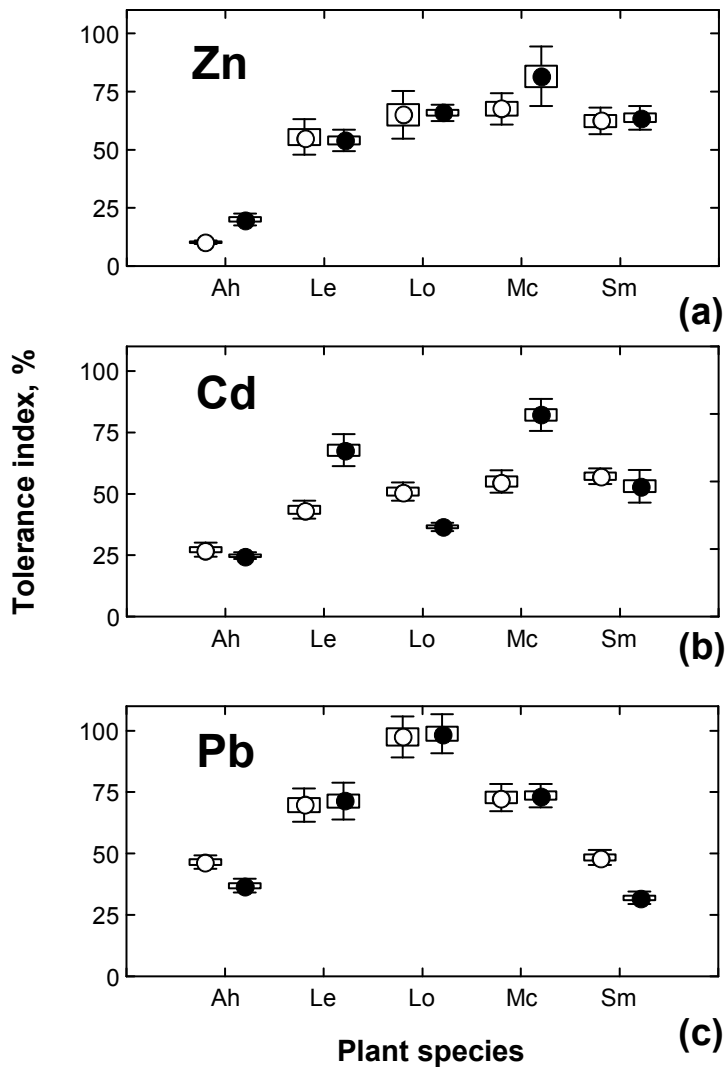 Tolerance index, %
100
75
50
25
0
Zn
Ah Le Lo Mc Sm
(a)
100
75
50
25
0
Cd
Ah Le Lo Mc Sm
(b)
100
75
50
25
0
Pb
Ah Le Lo Mc Sm
(c)
Plant species